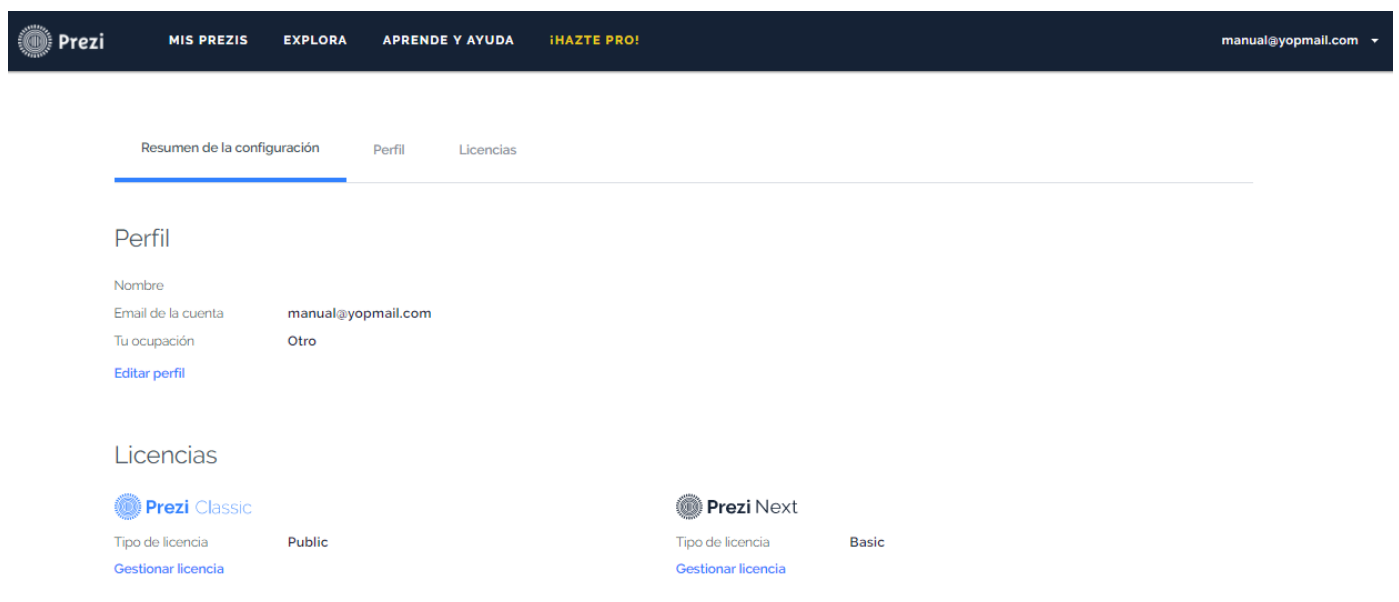 Prezi MIS PREZIS EXPLORA APRENDE Y AYUDA ¡HAZTE PRO! manual@yopmail.com
Resumen de la configuración Perfil Licencias
Perfil
Nombre
Email de la cuenta manual@yopmail.com
Tu ocupación Otro
Editar perfil
Licencias
Prezi Classic Prezi Next
Tipo de licencia Public Tipo de licencia Basic
Gestionar licencia Gestionar licencia